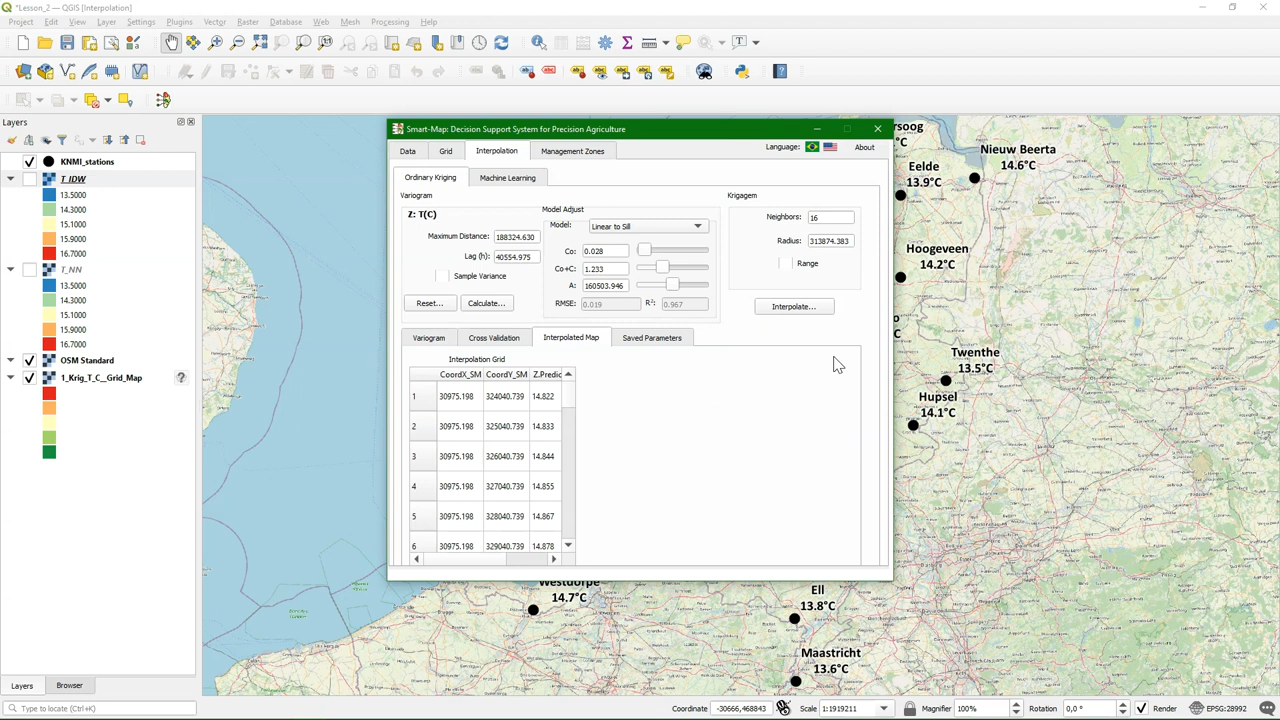 *Lesson_2 — QGIS [Interpolation]
Project Edit View Layer Settings Plugins Vector Raster Database Web Mesh Processing Help
Layers
KNMI_stations
T_IDW
13.5000
14.3000
15.1000
15.9000
16.7000
T_NN
13.5000
14.3000
15.1000
15.9000
16.7000
OSM Standard
1_Krig_T_C__Grid_Map
Layers Browser
Smart-Map: Decision Support System for Precision Agriculture
Data Grid Interpolation Management Zones Language: About
Ordinary Kriging Machine Learning
Variogram
Z: T(C)
Maximum Distance: 188324.630
Lag (h): 40554.975
Sample Variance
Reset... Calculate...
Model Adjust
Model: Linear to Sill
Co: 0.028
Co+C: 1.233
A: 160503.946
RMSE: 0.019 R²: 0.967
Krigagem
Neighbors: 16
Radius: 313874.383
Range
Interpolate...
Variogram Cross Validation Interpolated Map Saved Parameters
Interpolation Grid
CoordX_SM CoordY_SM Z.Predic
1 30975.198 324040.739 14.822
2 30975.198 325040.739 14.833
3 30975.198 326040.739 14.844
4 30975.198 327040.739 14.855
5 30975.198 328040.739 14.867
6 30975.198 329040.739 14.878
Nieuw Beerta
14.6°C
Eelde
13.9°C
Hoogeveen
14.2°C
Twenthe
13.5°C
Hupsel
14.1°C
Westdorpe
14.7°C
Ell
13.8°C
Maastricht
13.6°C
Type to locate (Ctrl+K) Coordinate -30666,468843 Scale 1:1919211 Magnifier 100% Rotation 0,0 ° Render EPSG:28992